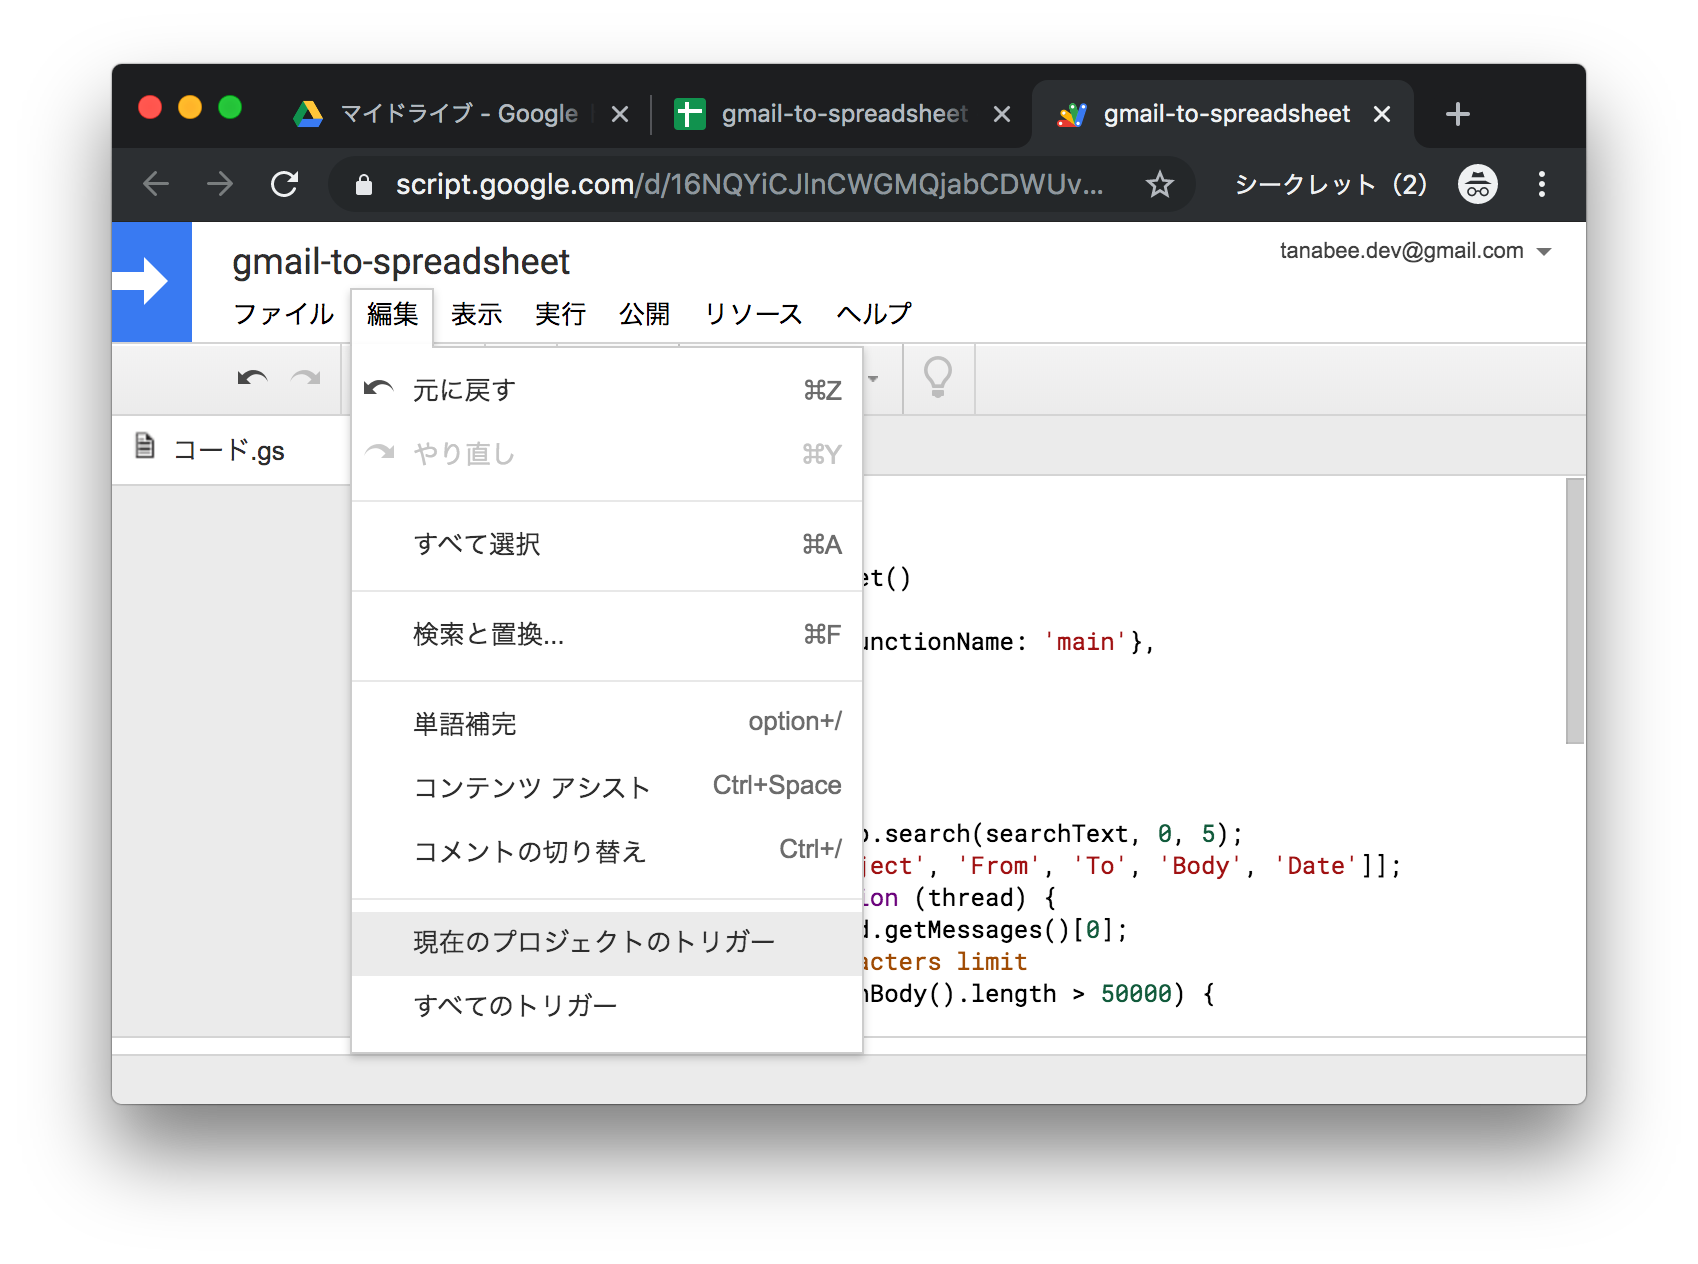 マイドライブ - Google
gmail-to-spreadsheet
gmail-to-spreadsheet
script.google.com/d/16NQYiCJInCWGMQjabCDWUv...
シークレット（2）
gmail-to-spreadsheet
tanabee.dev@gmail.com
ファイル 編集 表示 実行 公開 リソース ヘルプ
元に戻す ⌘Z
やり直し ⌘Y
コード.gs
すべて選択 ⌘A
et()
検索と置換... ⌘F
unctionName: 'main'},
単語補完 option+/
コンテンツ アシスト Ctrl+Space
コメントの切り替え Ctrl+/
.search(searchText, 0, 5);
ject', 'From', 'To', 'Body', 'Date']];
ion (thread) {
現在のプロジェクトのトリガー
d.getMessages()[0];
acters limit
すべてのトリガー
nBody().length > 50000) {